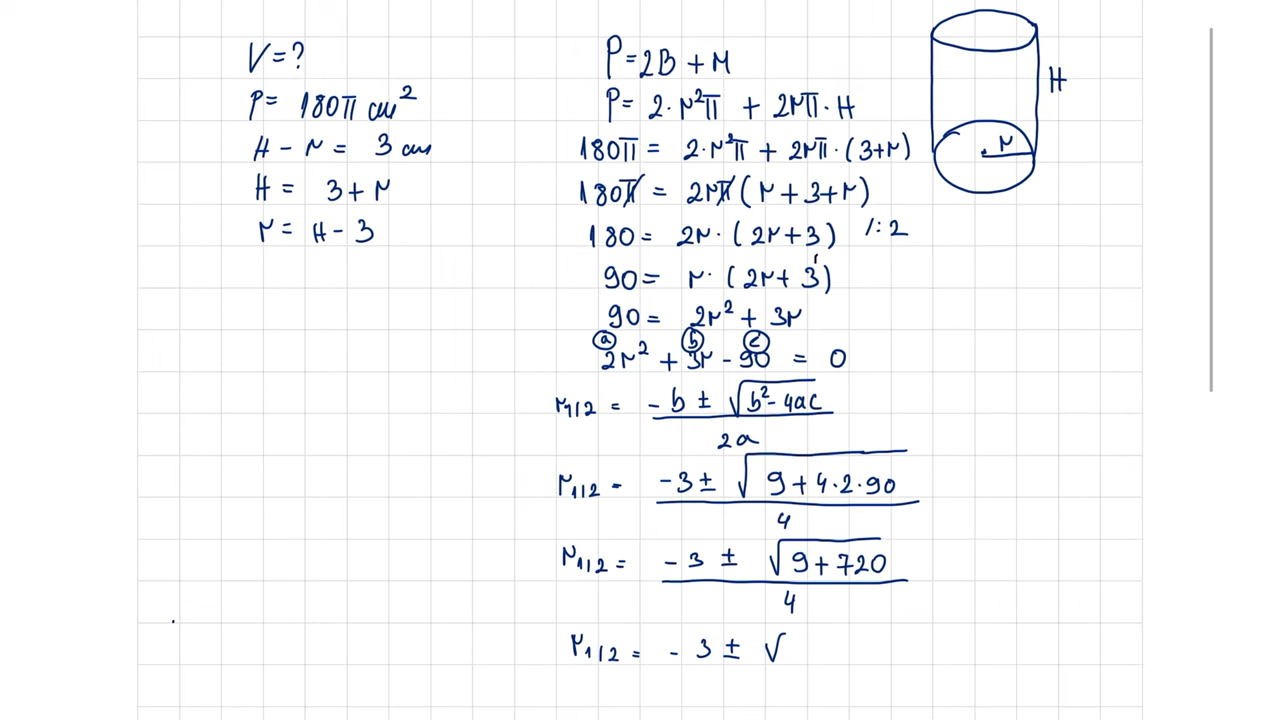 V = ?
P = 180π cm²
H - r = 3 cm
H = 3 + r
r = H - 3
P = 2B + M
P = 2·r²π + 2rπ·H
180π = 2·r²π + 2rπ·(3+r)
180π = 2rπ(r + 3 + r)
180 = 2r·(2r+3) /:2
90 = r·(2r+3)
90 = 2r² + 3r
a b c
2r² + 3r - 90 = 0
r1/2 = (-b ± √(b² - 4ac))/2a
r1/2 = (-3 ± √(9 + 4·2·90))/4
r1/2 = (-3 ± √(9 + 720))/4
r1/2 = -3 ± √
H
r